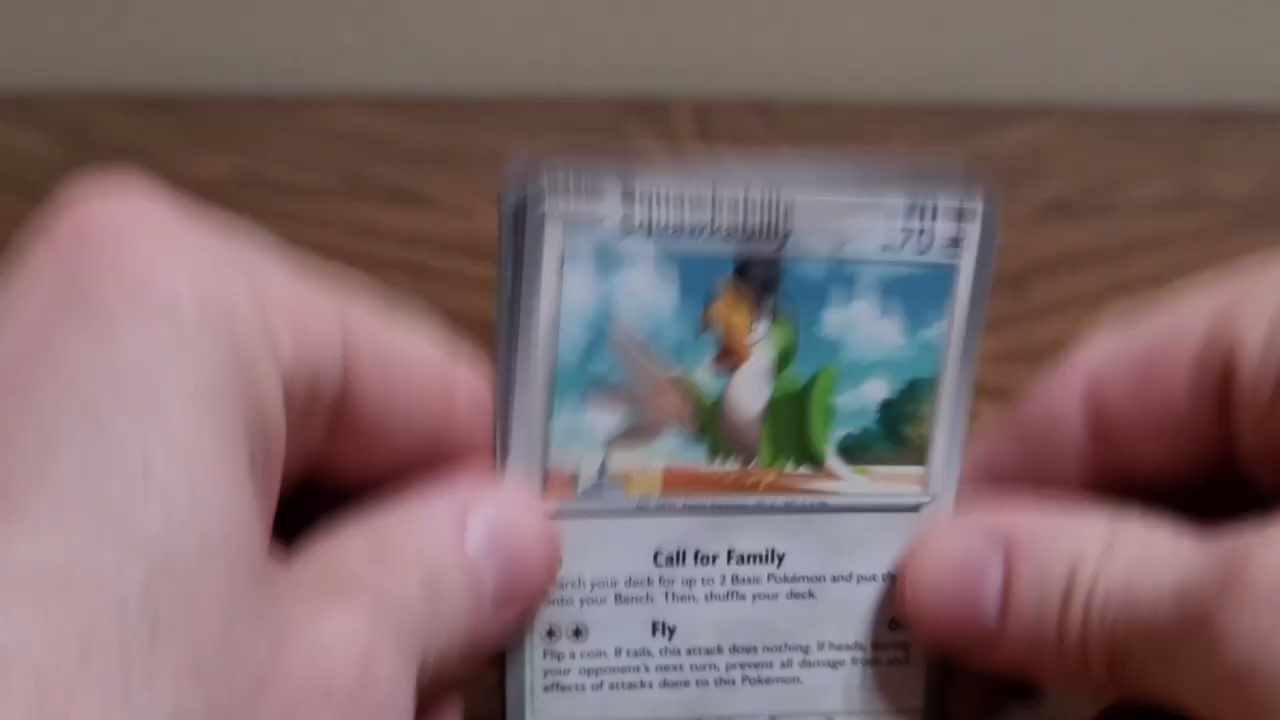 Squawkabilly 70
Call for Family
your deck for up to 2 Basic Pokémon and put
onto your Bench. Then, shuffle your deck.
Fly
Flip a coin. If tails, this attack does nothing. If heads, during
your opponent's next turn, prevent all damage from and
effects of attacks done to this Pokémon.